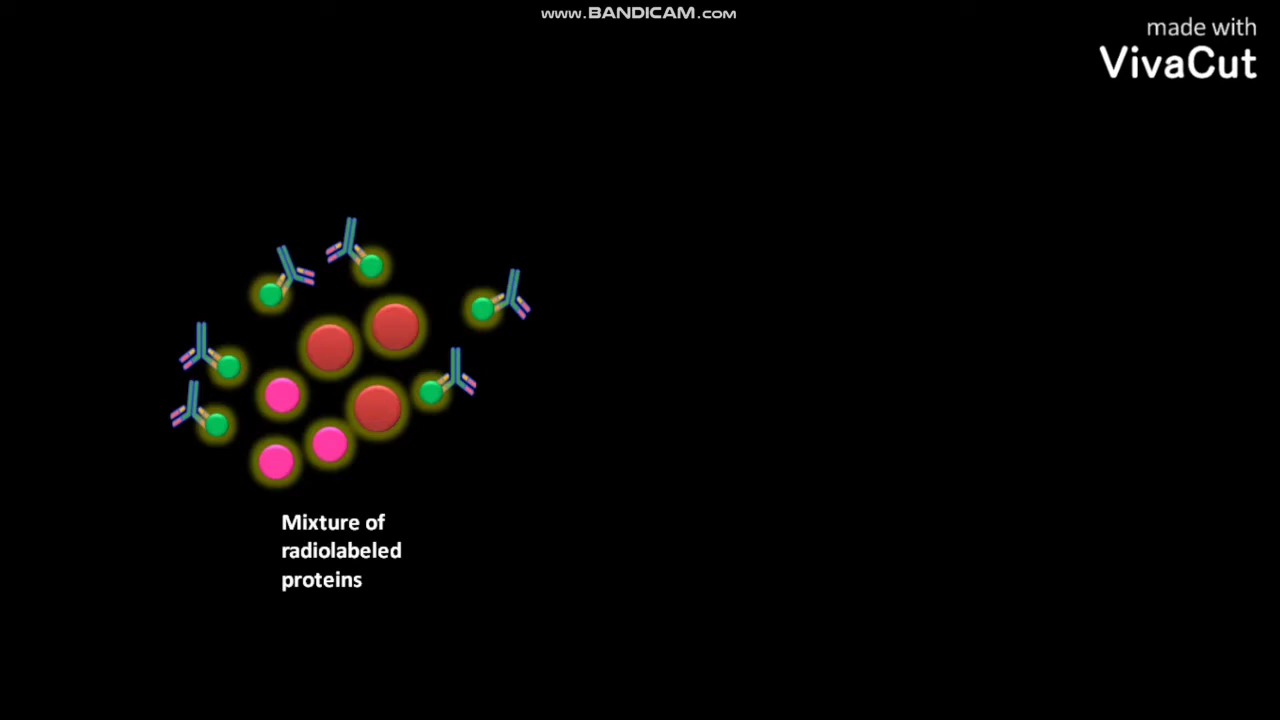 www.BANDICAM.com
made with
VivaCut
Mixture of
radiolabeled
proteins